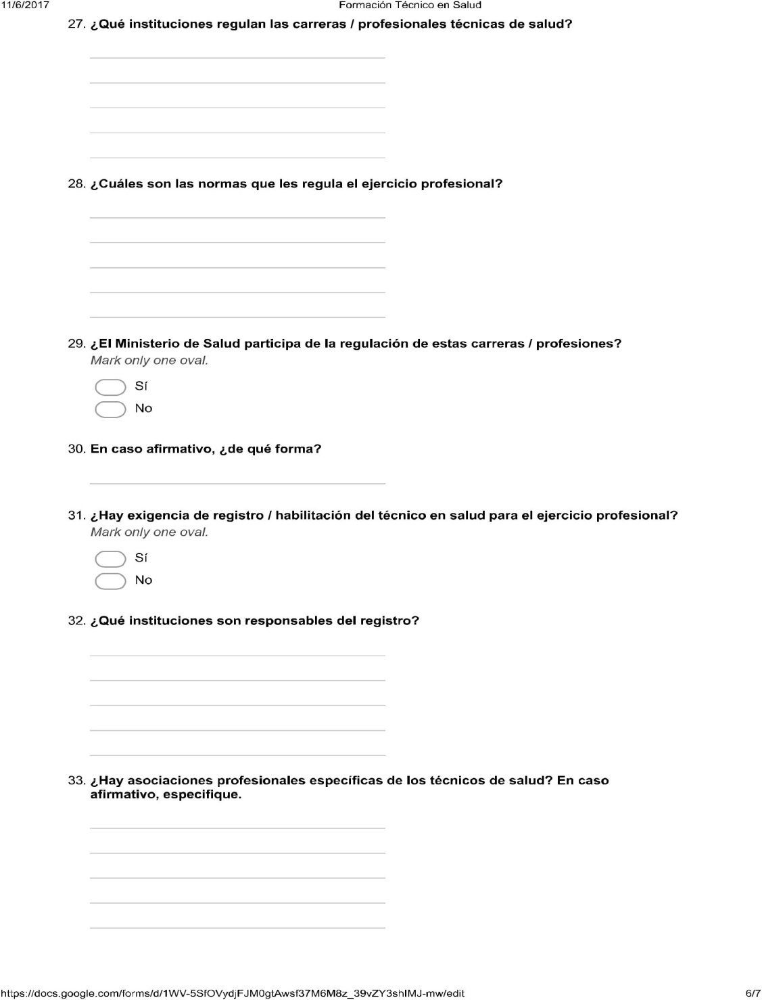 11/6/2017 Formación Técnico en Salud
27. ¿Qué instituciones regulan las carreras / profesionales técnicas de salud?
28. ¿Cuáles son las normas que les regula el ejercicio profesional?
29. ¿El Ministerio de Salud participa de la regulación de estas carreras / profesiones?
Mark only one oval.
Sí
No
30. En caso afirmativo, ¿de qué forma?
31. ¿Hay exigencia de registro / habilitación del técnico en salud para el ejercicio profesional?
Mark only one oval.
Sí
No
32. ¿Qué instituciones son responsables del registro?
33. ¿Hay asociaciones profesionales específicas de los técnicos de salud? En caso
afirmativo, especifique.
https://docs.google.com/forms/d/1WV-5SfOVydjFJM0gtAwsf37M6M8z_39vZY3shIMJ-mw/edit 6/7